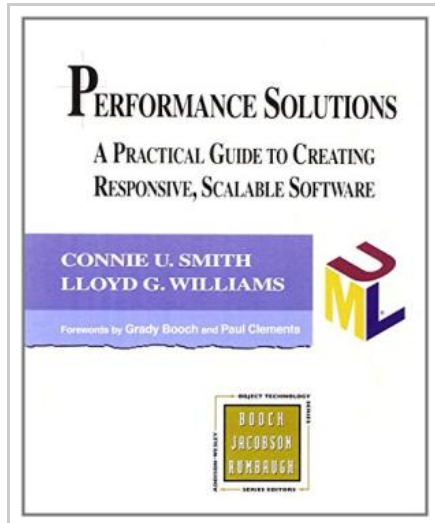 PERFORMANCE SOLUTIONS
A PRACTICAL GUIDE TO CREATING
RESPONSIVE, SCALABLE SOFTWARE
CONNIE U. SMITH
LLOYD G. WILLIAMS
Forewords by Grady Booch and Paul Clements
UML
OBJECT TECHNOLOGY
ADDISON-WESLEY
BOOCH
JACOBSON
RUMBAUGH
SERIES
SERIES EDITORS